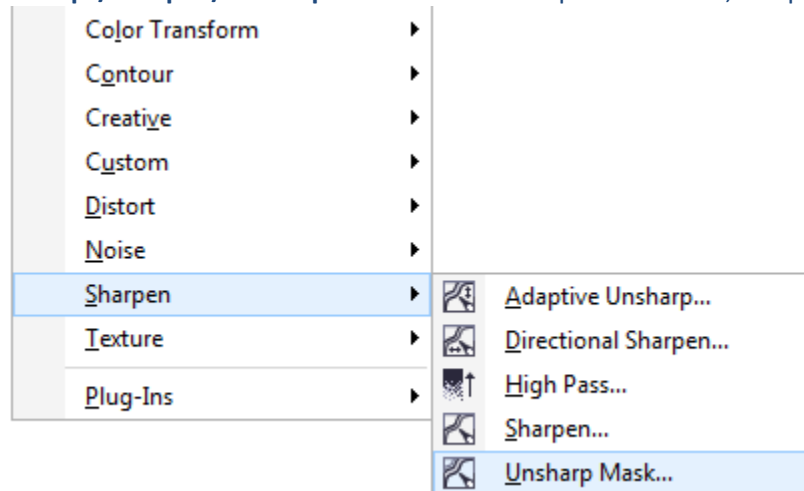 Color Transform
Contour
Creative
Custom
Distort
Noise
Sharpen
Texture
Plug-Ins
Adaptive Unsharp...
Directional Sharpen...
High Pass...
Sharpen...
Unsharp Mask...